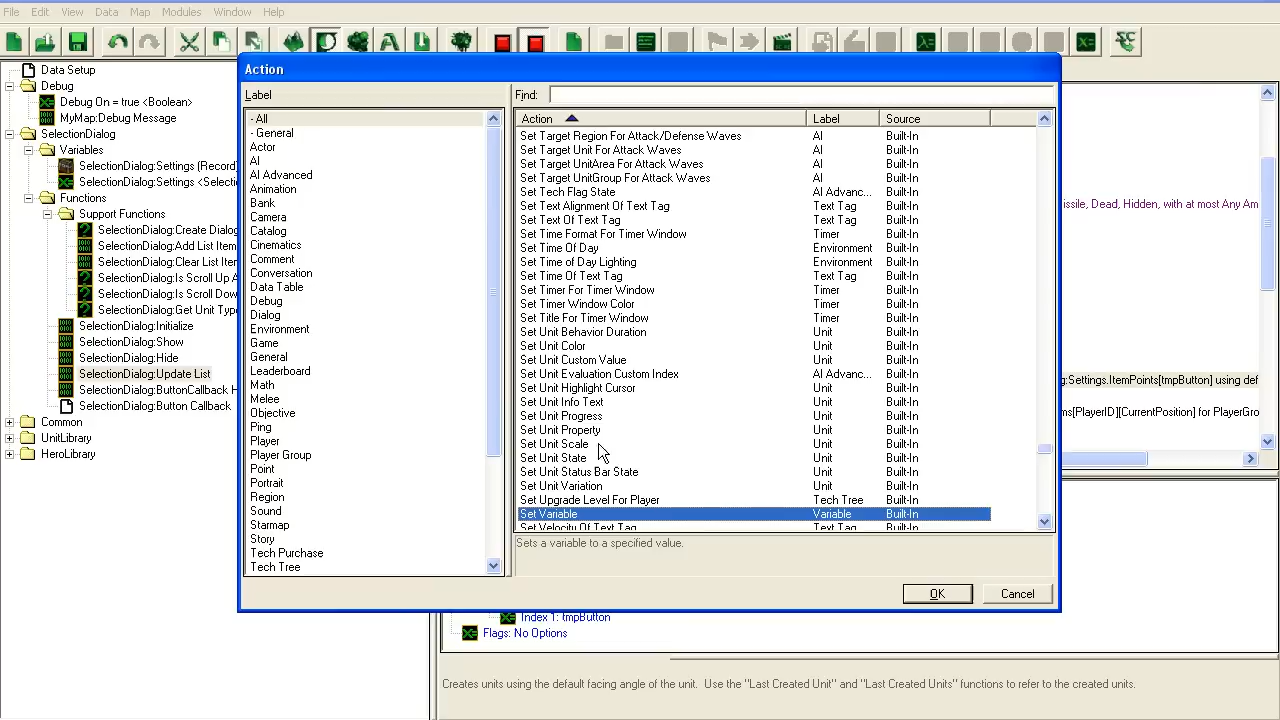 File Edit View Data Map Modules Window Help
Data Setup
Debug
Debug On = true <Boolean>
MyMap:Debug Message
SelectionDialog
Variables
SelectionDialog:Settings (Record)
SelectionDialog:Settings <Selectio
Functions
Support Functions
SelectionDialog:Create Dialog
SelectionDialog:Add List Item
SelectionDialog:Clear List Item
SelectionDialog:Is Scroll Up A
SelectionDialog:Is Scroll Dow
SelectionDialog:Get Unit Type
SelectionDialog:Initialize
SelectionDialog:Show
SelectionDialog:Hide
SelectionDialog:Update List
SelectionDialog:ButtonCallback H
SelectionDialog:Button Callback
Common
UnitLibrary
HeroLibrary
Action
Label
- All
- General
Actor
AI
AI Advanced
Animation
Bank
Camera
Catalog
Cinematics
Comment
Conversation
Data Table
Debug
Dialog
Environment
Game
General
Leaderboard
Math
Melee
Objective
Ping
Player
Player Group
Point
Portrait
Region
Sound
Starmap
Story
Tech Purchase
Tech Tree
Find:
Action Label Source
Set Target Region For Attack/Defense Waves AI Built-In
Set Target Unit For Attack Waves AI Built-In
Set Target UnitArea For Attack Waves AI Built-In
Set Target UnitGroup For Attack Waves AI Built-In
Set Tech Flag State AI Advanc... Built-In
Set Text Alignment Of Text Tag Text Tag Built-In
Set Text Of Text Tag Text Tag Built-In
Set Time Format For Timer Window Timer Built-In
Set Time Of Day Environment Built-In
Set Time of Day Lighting Environment Built-In
Set Time Of Text Tag Text Tag Built-In
Set Timer For Timer Window Timer Built-In
Set Timer Window Color Timer Built-In
Set Title For Timer Window Timer Built-In
Set Unit Behavior Duration Unit Built-In
Set Unit Color Unit Built-In
Set Unit Custom Value Unit Built-In
Set Unit Evaluation Custom Index AI Advanc... Built-In
Set Unit Highlight Cursor Unit Built-In
Set Unit Info Text Unit Built-In
Set Unit Progress Unit Built-In
Set Unit Property Unit Built-In
Set Unit Scale Unit Built-In
Set Unit State Unit Built-In
Set Unit Status Bar State Unit Built-In
Set Unit Variation Unit Built-In
Set Upgrade Level For Player Tech Tree Built-In
Set Variable Variable Built-In
Set Velocity Of Text Tag Text Tag Built-In
Sets a variable to a specified value.
OK Cancel
issile, Dead, Hidden, with at most Any Am
g:Settings.ItemPoints[tmpButton] using def
ms[PlayerID][CurrentPosition] for PlayerGro
Index 1: tmpButton
Flags: No Options
Creates units using the default facing angle of the unit. Use the "Last Created Unit" and "Last Created Units" functions to refer to the created units.